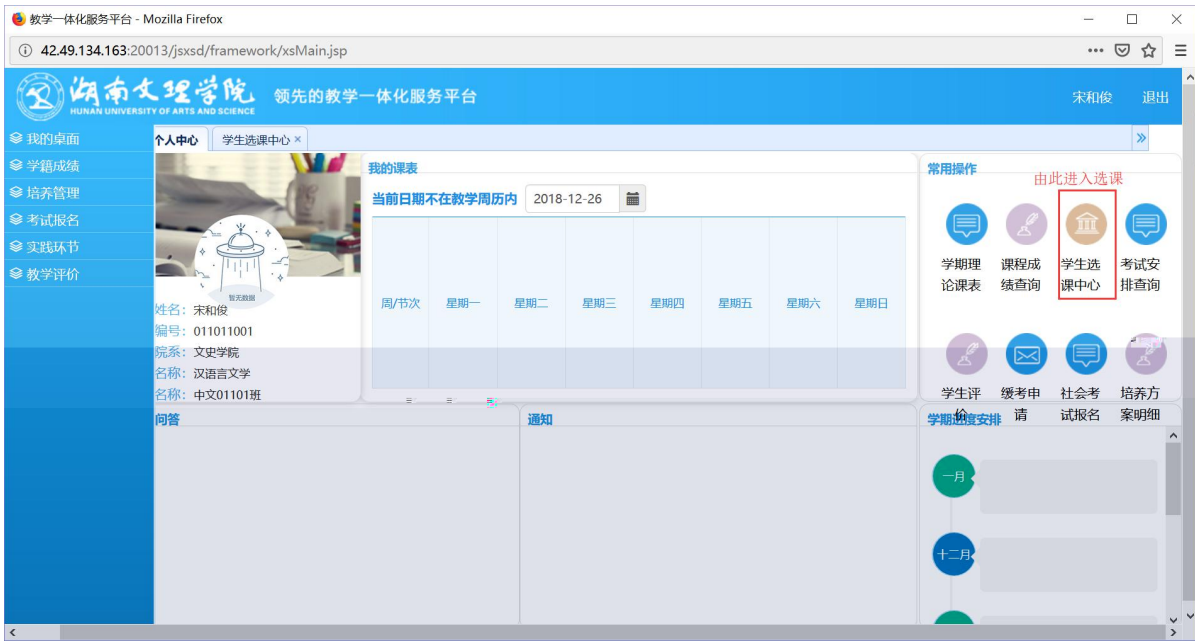 教学一体化服务平台 - Mozilla Firefox
42.49.134.163:20013/jsxsd/framework/xsMain.jsp
湖南文理学院
HUNAN UNIVERSITY OF ARTS AND SCIENCE
领先的教学一体化服务平台
宋和俊 退出
我的桌面
学籍成绩
培养管理
考试报名
实践环节
教学评价
个人中心 学生选课中心 ×
暂无数据
姓名：宋和俊
编号：011011001
院系：文史学院
名称：汉语言文学
名称：中文01101班
我的课表
当前日期不在教学周历内 2018-12-26
周/节次 星期一 星期二 星期三 星期四 星期五 星期六 星期日
常用操作
由此进入选课
学期理论课表
课程成绩查询
学生选课中心
考试安排查询
学生评价
缓考申请
社会考试报名
培养方案明细
问答
通知
学期进度安排
一月
十二月